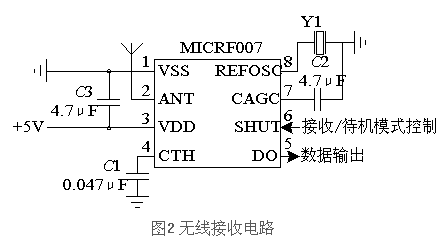 Y1
MICRF007
1 VSS REFOSC 8
C2
C3
4.7μF
4.7μF
2 ANT CAGC 7
+5V
3 VDD SHUT 6 接收/待机模式控制
4 CTH DO 5 数据输出
C1
0.047μF
图2 无线接收电路